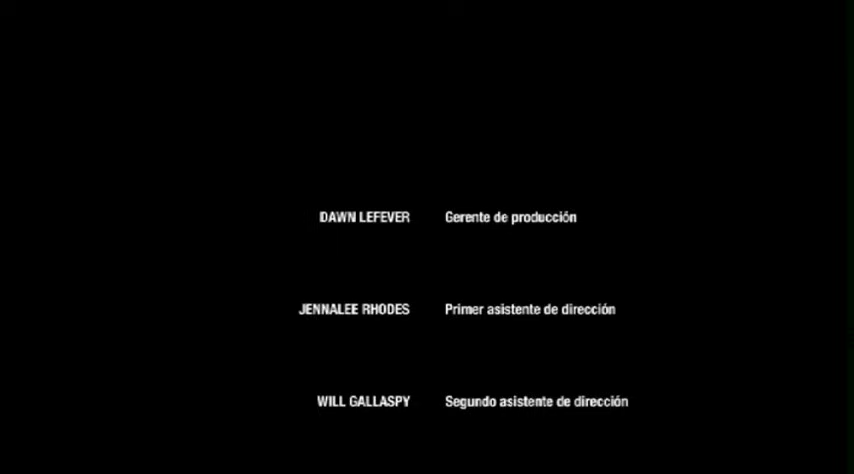 DAWN LEFEVER Gerente de producción
JENNALEE RHODES Primer asistente de dirección
WILL GALLASPY Segundo asistente de dirección